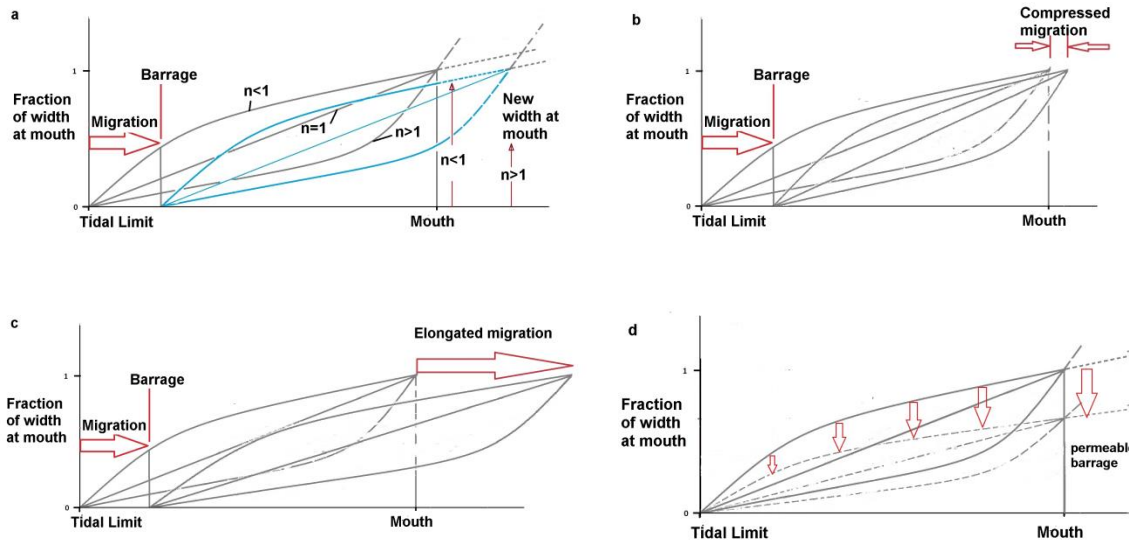 a
1
0
Fraction
of width
at mouth
Barrage
Migration
n<1
n=1
n>1
New
width at
mouth
n<1
n>1
Tidal Limit
Mouth
b
Compressed
migration
1
0
Fraction
of width
at mouth
Barrage
Migration
Tidal Limit
Mouth
c
Elongated migration
1
0
Fraction
of width
at mouth
Barrage
Migration
Tidal Limit
Mouth
d
1
0
Fraction
of width
at mouth
permeable
barrage
Tidal Limit
Mouth